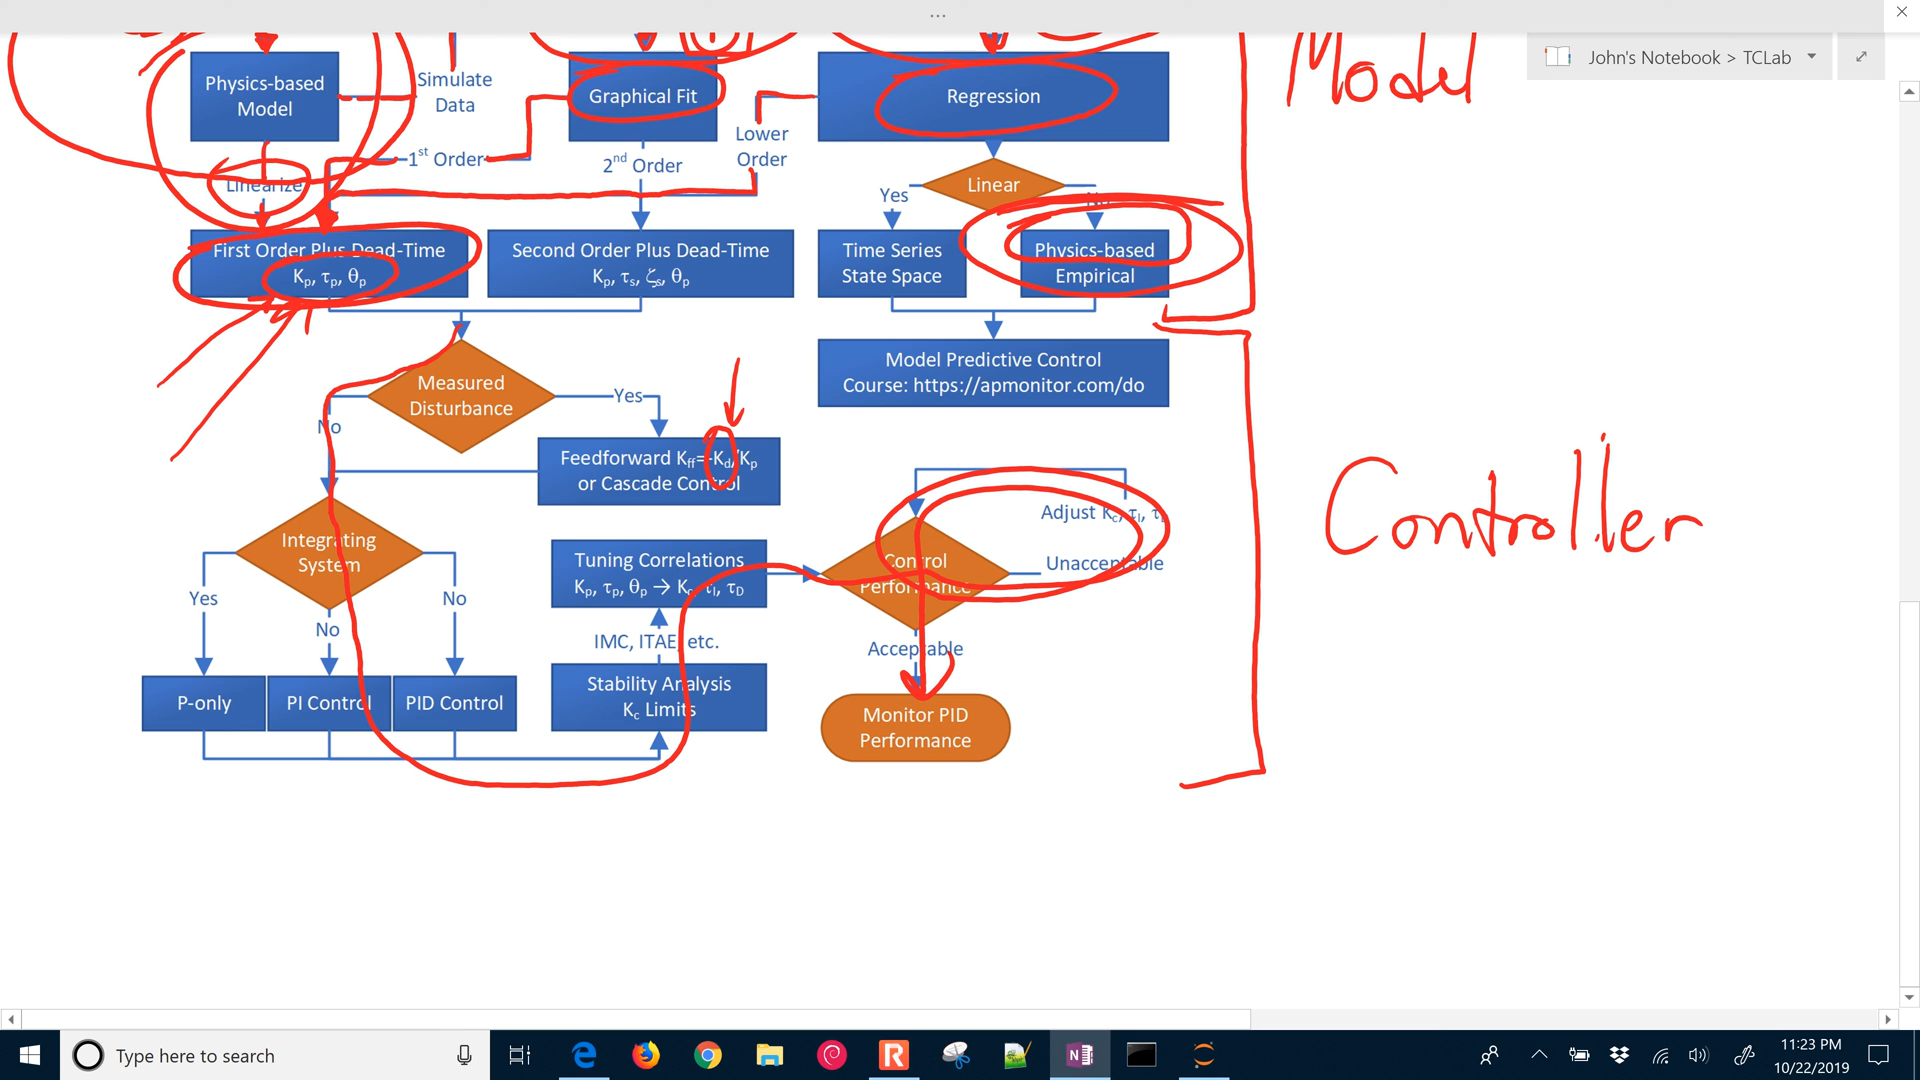 John's Notebook > TCLab
Model
Physics-based
Model
Simulate
Data
Graphical Fit
Regression
Lower
Order
1st Order
2nd Order
Linearize
Linear
Yes
First Order Plus Dead-Time
Kp, τp, θp
Second Order Plus Dead-Time
Kp, τs, ζs, θp
Time Series
State Space
Physics-based
Empirical
Model Predictive Control
Course: https://apmonitor.com/do
Measured
Disturbance
Yes
No
Feedforward Kff=-Kd/Kp
or Cascade Control
Controller
Integrating
System
Yes
No
No
P-only
PI Control
PID Control
Tuning Correlations
Kp, τp, θp → Kc, τI, τD
IMC, ITAE, etc.
Stability Analysis
Kc Limits
Control
Performance
Adjust Kc, τI,
Unacceptable
Acceptable
Monitor PID
Performance
Type here to search
11:23 PM
10/22/2019